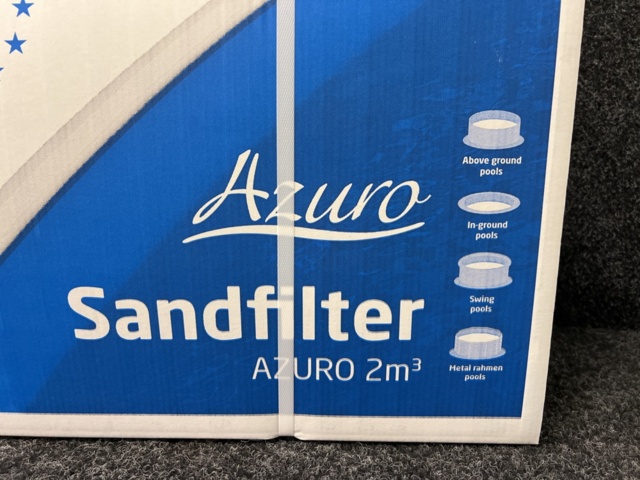 Azuro
Sandfilter
AZURO 2m³
Above ground
pools
In-ground
pools
Swing
pools
Metal rahmen
pools